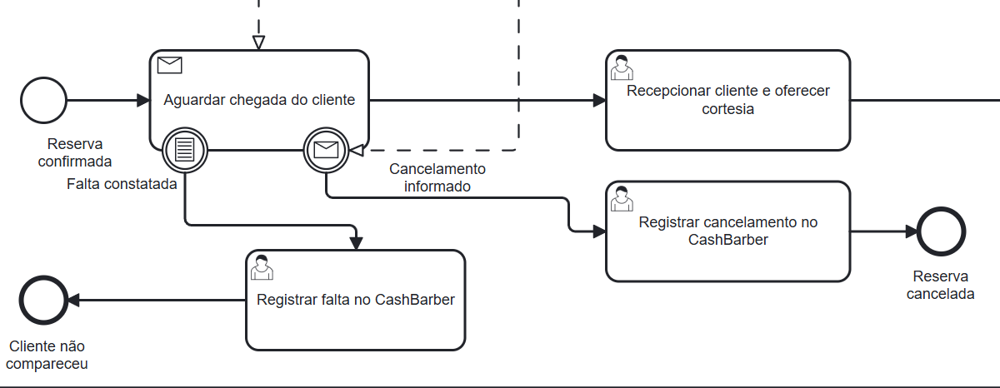 Aguardar chegada do cliente
Recepcionar cliente e oferecer
cortesia
Reserva
confirmada
Falta constatada
Cancelamento
informado
Registrar cancelamento no
CashBarber
Reserva
cancelada
Registrar falta no CashBarber
Cliente não
compareceu